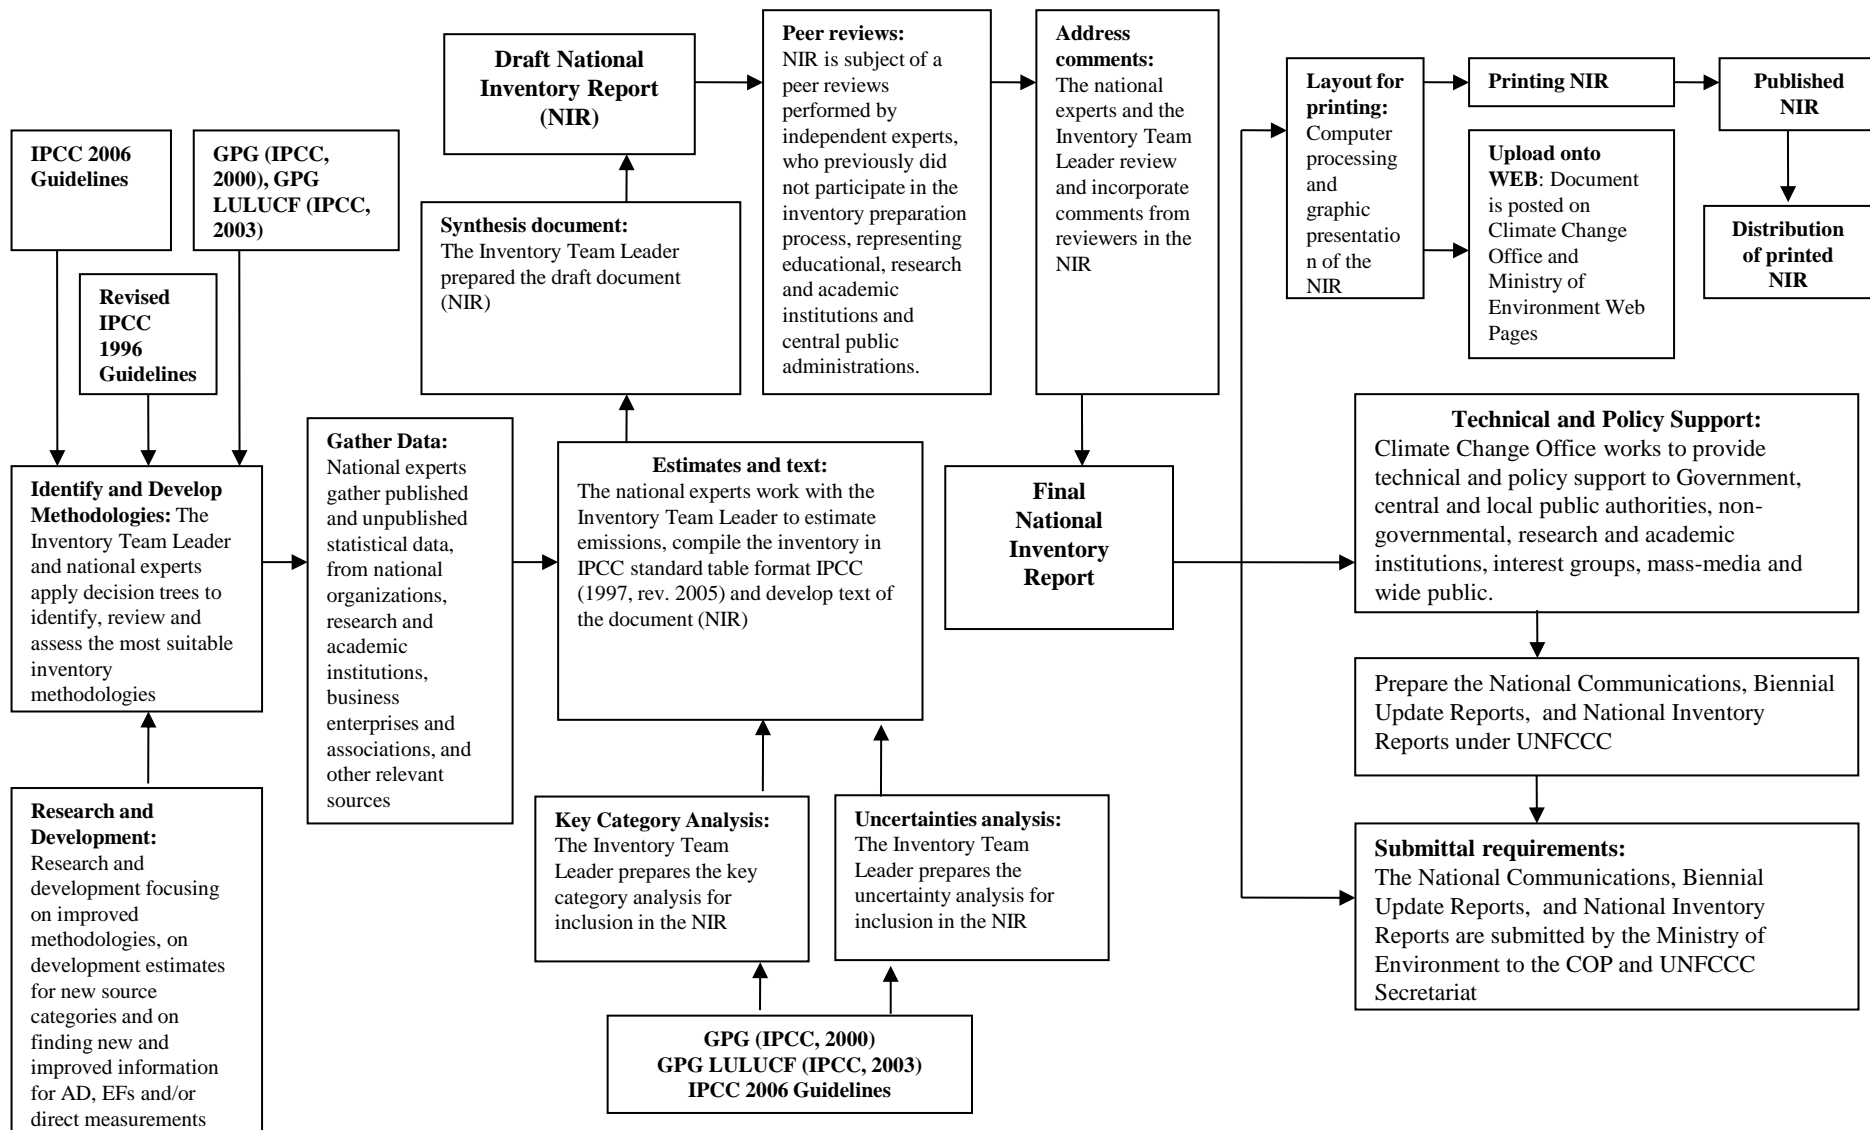 Draft National
Inventory Report
(NIR)
Peer reviews:
NIR is subject of a
peer reviews
performed by
independent experts,
who previously did
not participate in the
inventory preparation
process, representing
educational, research
and academic
institutions and
central public
administrations.
Address
comments:
The national
experts and the
Inventory Team
Leader review
and incorporate
comments from
reviewers in the
NIR
Layout for
printing:
Computer
processing
and
graphic
presentatio
n of the
NIR
Printing NIR
Published
NIR
Upload onto
WEB: Document
is posted on
Climate Change
Office and
Ministry of
Environment Web
Pages
Distribution
of printed
NIR
IPCC 2006
Guidelines
GPG (IPCC,
2000), GPG
LULUCF (IPCC,
2003)
Revised
IPCC
1996
Guidelines
Synthesis document:
The Inventory Team Leader
prepared the draft document
(NIR)
Identify and Develop
Methodologies: The
Inventory Team Leader
and national experts
apply decision trees to
identify, review and
assess the most suitable
inventory
methodologies
Gather Data:
National experts
gather published
and unpublished
statistical data,
from national
organizations,
research and
academic
institutions,
business
enterprises and
associations, and
other relevant
sources
Estimates and text:
The national experts work with the
Inventory Team Leader to estimate
emissions, compile the inventory in
IPCC standard table format IPCC
(1997, rev. 2005) and develop text of
the document (NIR)
Final
National
Inventory
Report
Technical and Policy Support:
Climate Change Office works to provide
technical and policy support to Government,
central and local public authorities, non-
governmental, research and academic
institutions, interest groups, mass-media and
wide public.
Prepare the National Communications, Biennial
Update Reports, and National Inventory
Reports under UNFCCC
Submittal requirements:
The National Communications, Biennial
Update Reports, and National Inventory
Reports are submitted by the Ministry of
Environment to the COP and UNFCCC
Secretariat
Research and
Development:
Research and
development focusing
on improved
methodologies, on
development estimates
for new source
categories and on
finding new and
improved information
for AD, EFs and/or
direct measurements
Key Category Analysis:
The Inventory Team
Leader prepares the key
category analysis for
inclusion in the NIR
Uncertainties analysis:
The Inventory Team
Leader prepares the
uncertainty analysis for
inclusion in the NIR
GPG (IPCC, 2000)
GPG LULUCF (IPCC, 2003)
IPCC 2006 Guidelines